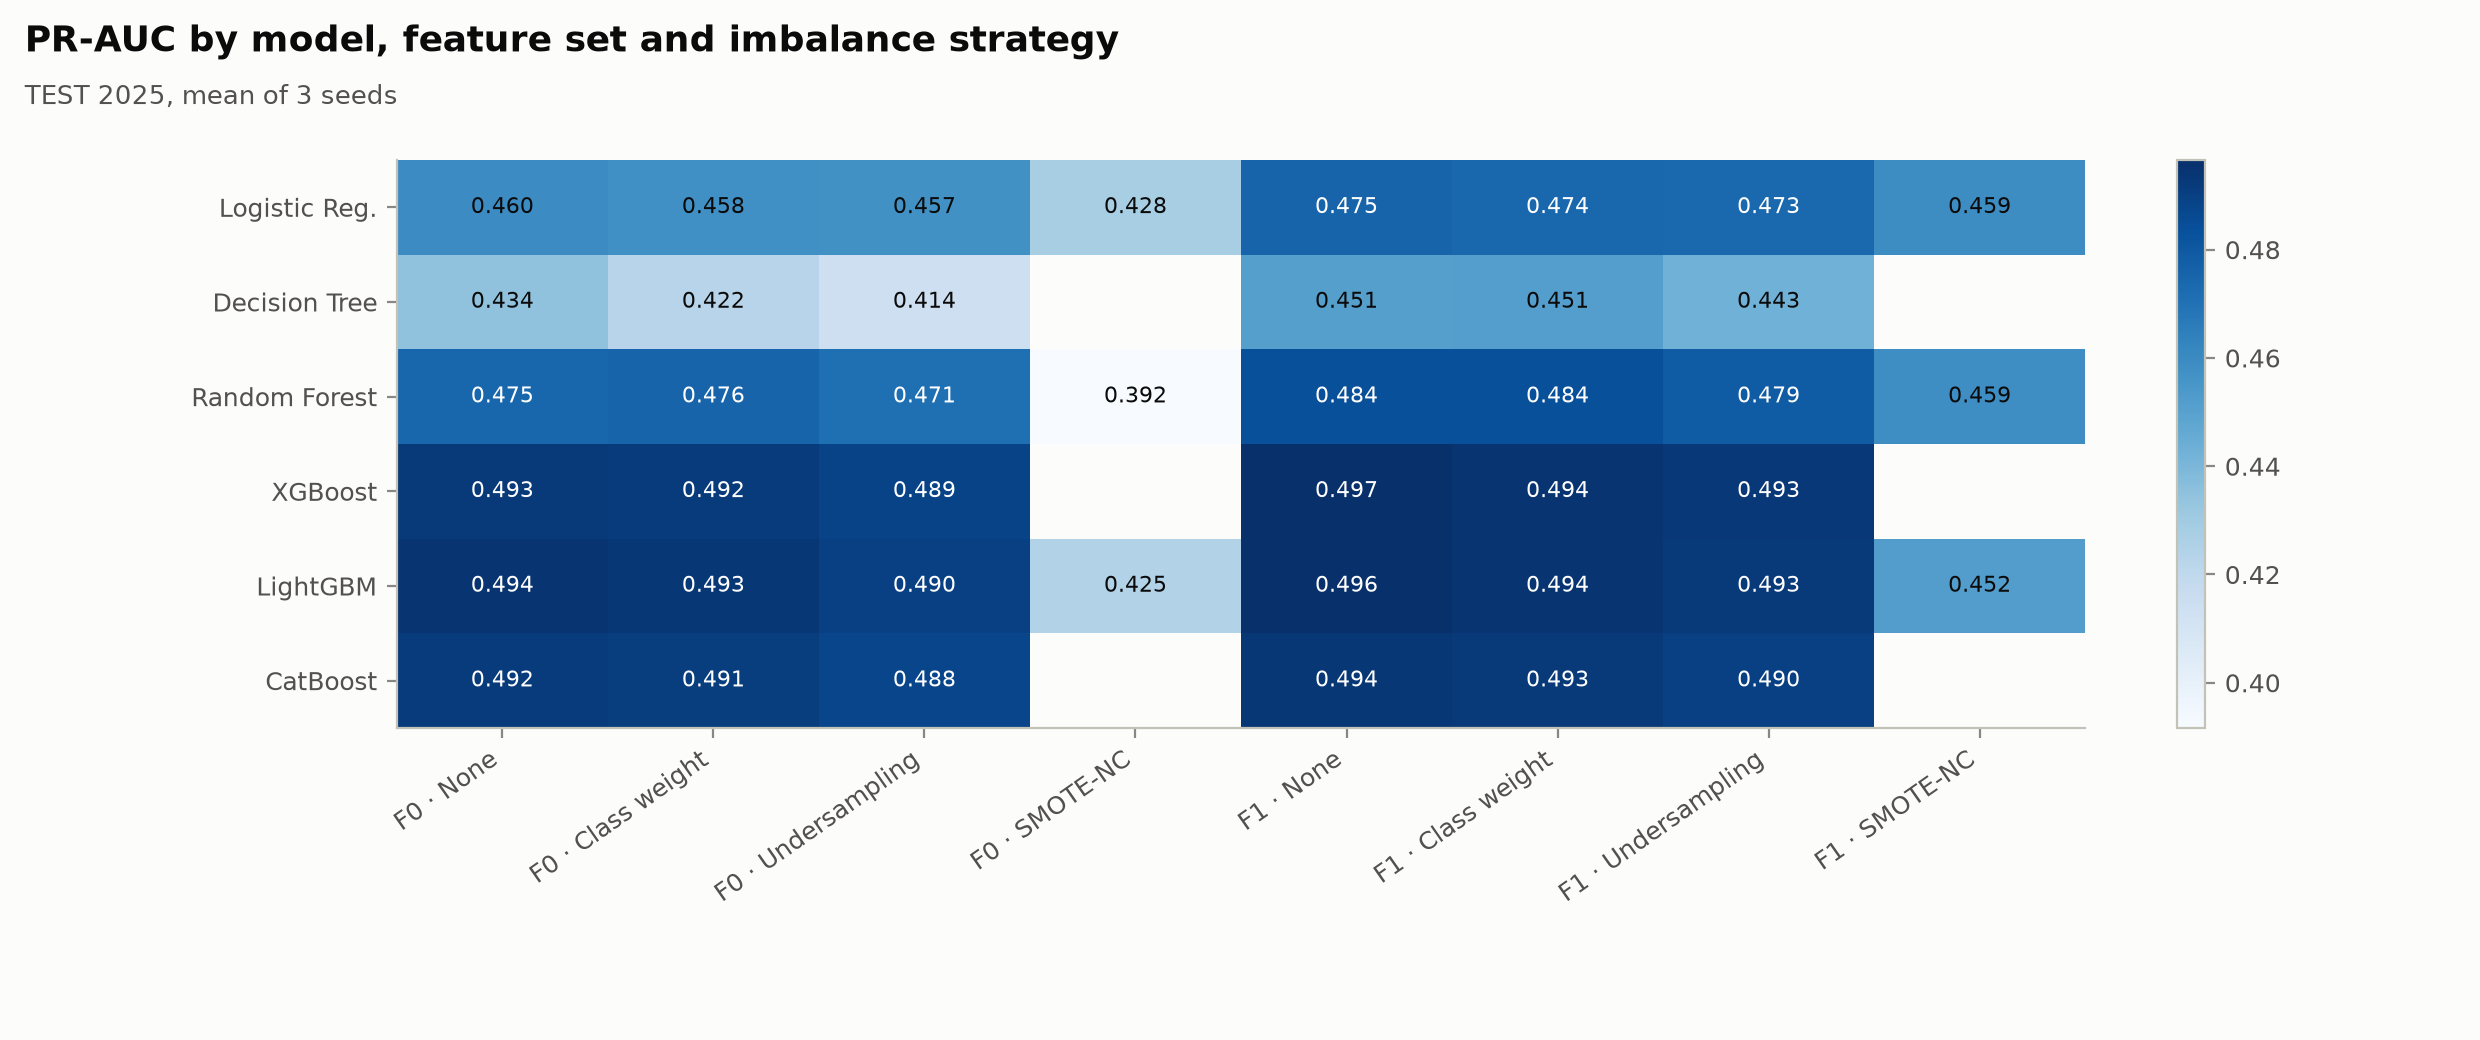 PR-AUC by model, feature set and imbalance strategy
TEST 2025, mean of 3 seeds
Logistic Reg. 0.460 0.458 0.457 0.428 0.475 0.474 0.473 0.459
Decision Tree 0.434 0.422 0.414 0.451 0.451 0.443
Random Forest 0.475 0.476 0.471 0.392 0.484 0.484 0.479 0.459
XGBoost 0.493 0.492 0.489 0.497 0.494 0.493
LightGBM 0.494 0.493 0.490 0.425 0.496 0.494 0.493 0.452
CatBoost 0.492 0.491 0.488 0.494 0.493 0.490
F0 · None
F0 · Class weight
F0 · Undersampling
F0 · SMOTE-NC
F1 · None
F1 · Class weight
F1 · Undersampling
F1 · SMOTE-NC
0.48
0.46
0.44
0.42
0.40